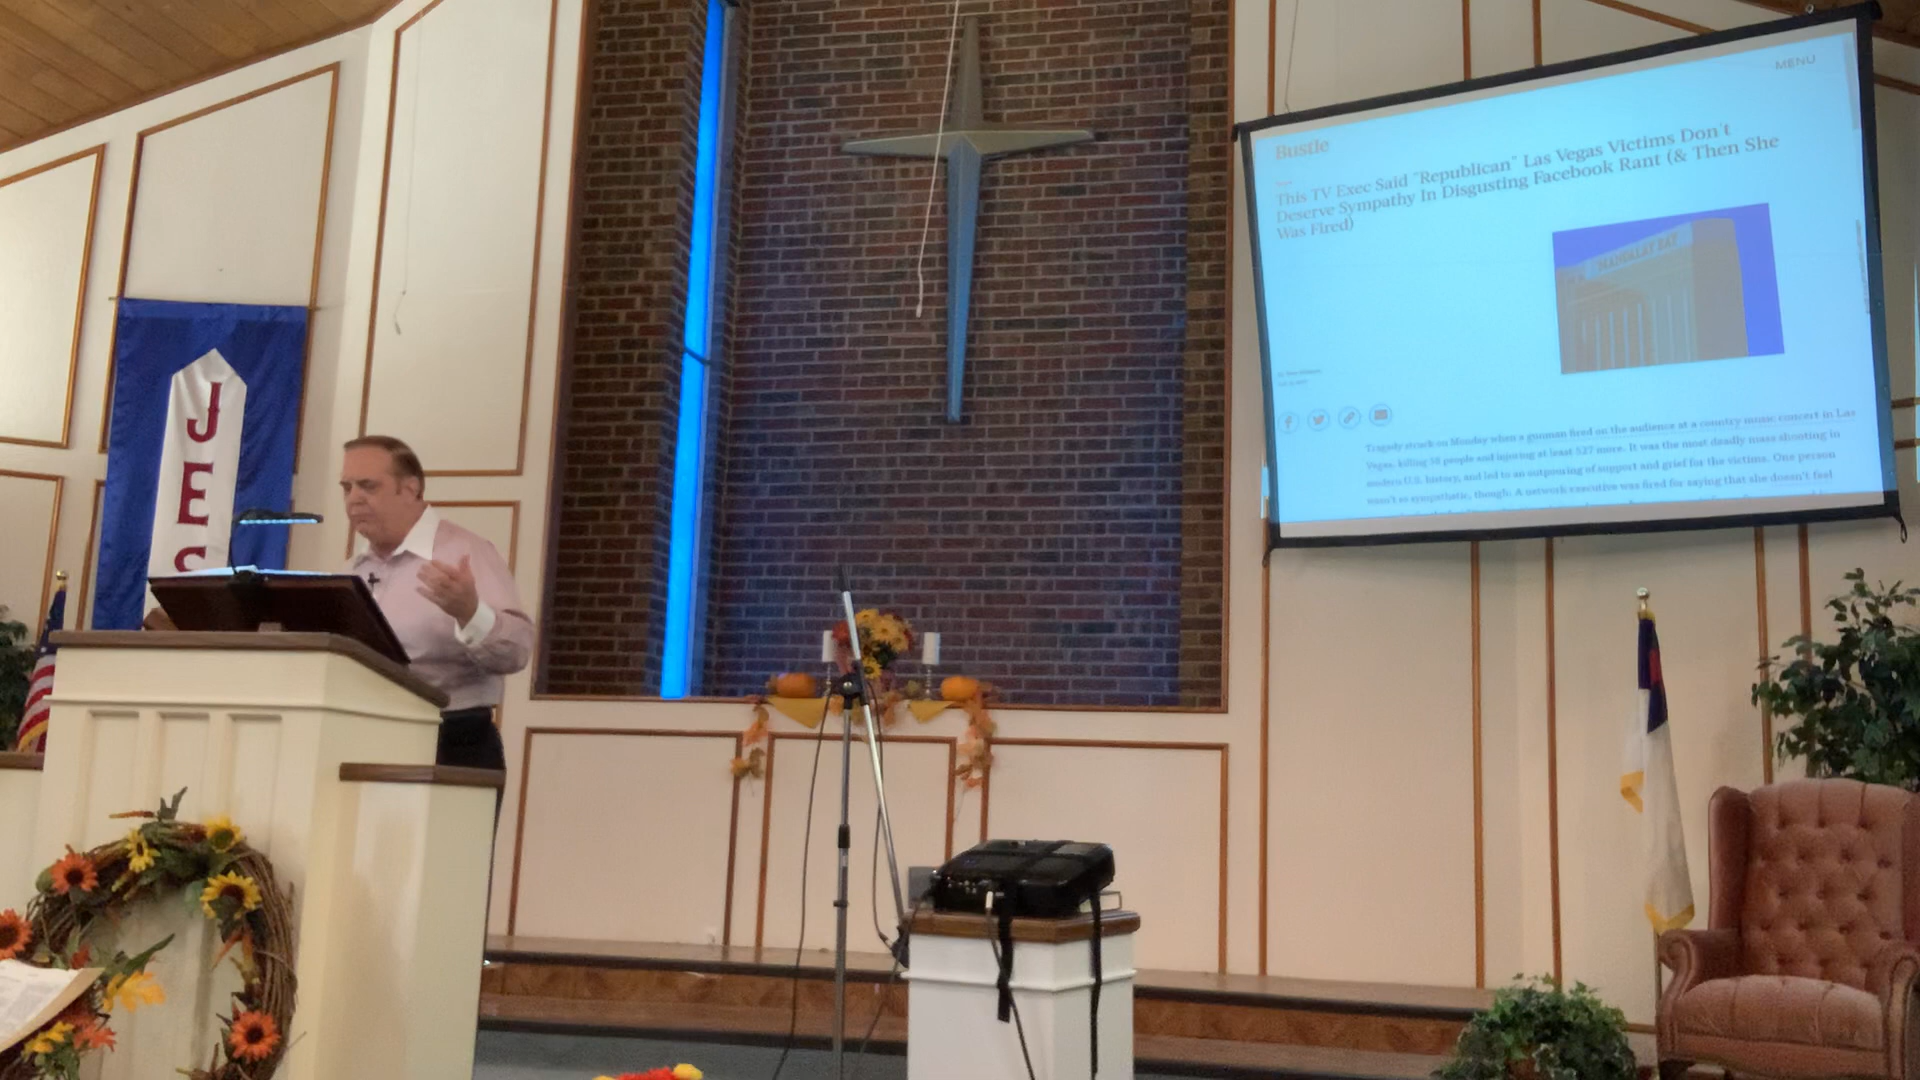 J
E
S
MENU
Bustle
This TV Exec Said "Republican" Las Vegas Victims Don't
Deserve Sympathy In Disgusting Facebook Rant (& Then She
Was Fired)
MANDALAY BAY
Tragedy struck on Monday when a gunman fired on the audience at a country music concert in Las
Vegas, killing 58 people and injuring at least 527 more. It was the most deadly mass shooting in
modern U.S. history, and led to an outpouring of support and grief for the victims. One person
wasn't so sympathetic, though. A network executive was fired for saying that she doesn't feel